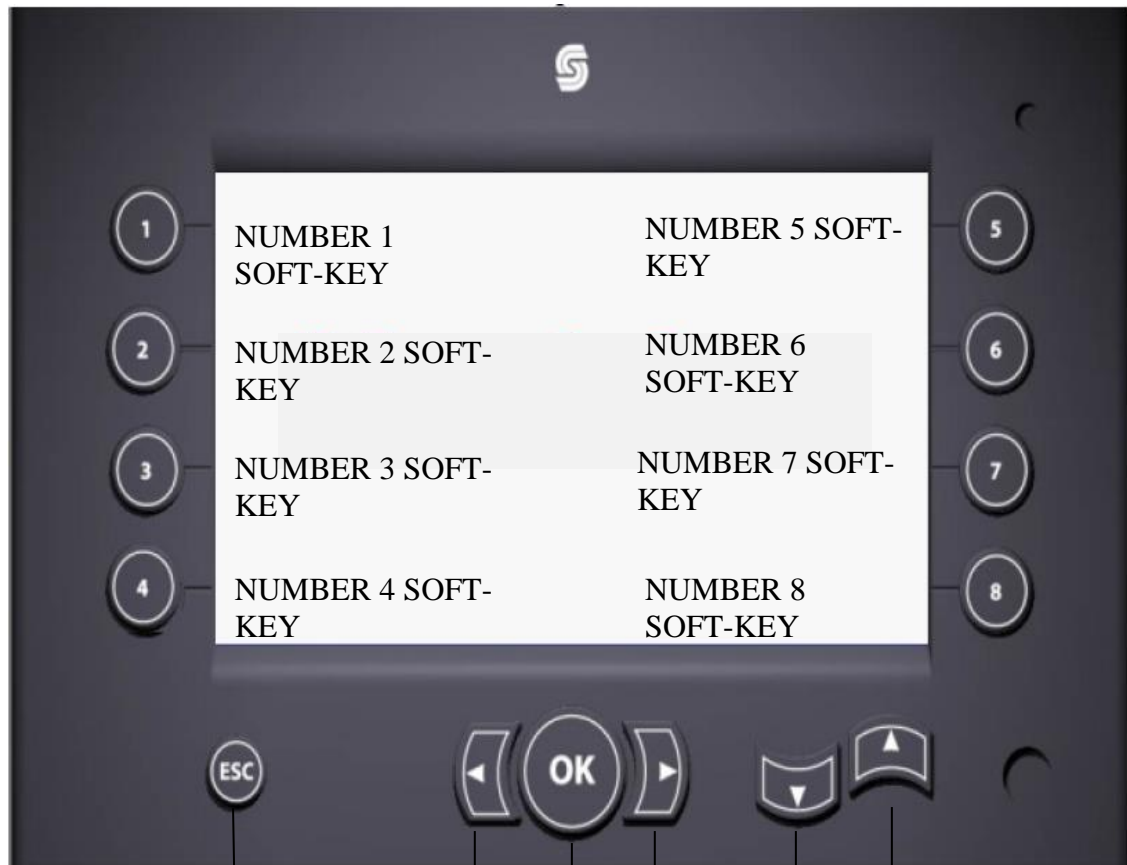 1
NUMBER 1
SOFT-KEY
NUMBER 5 SOFT-
KEY
5
2
NUMBER 2 SOFT-
KEY
NUMBER 6
SOFT-KEY
6
3
NUMBER 3 SOFT-
KEY
NUMBER 7 SOFT-
KEY
7
4
NUMBER 4 SOFT-
KEY
NUMBER 8
SOFT-KEY
8
ESC
OK